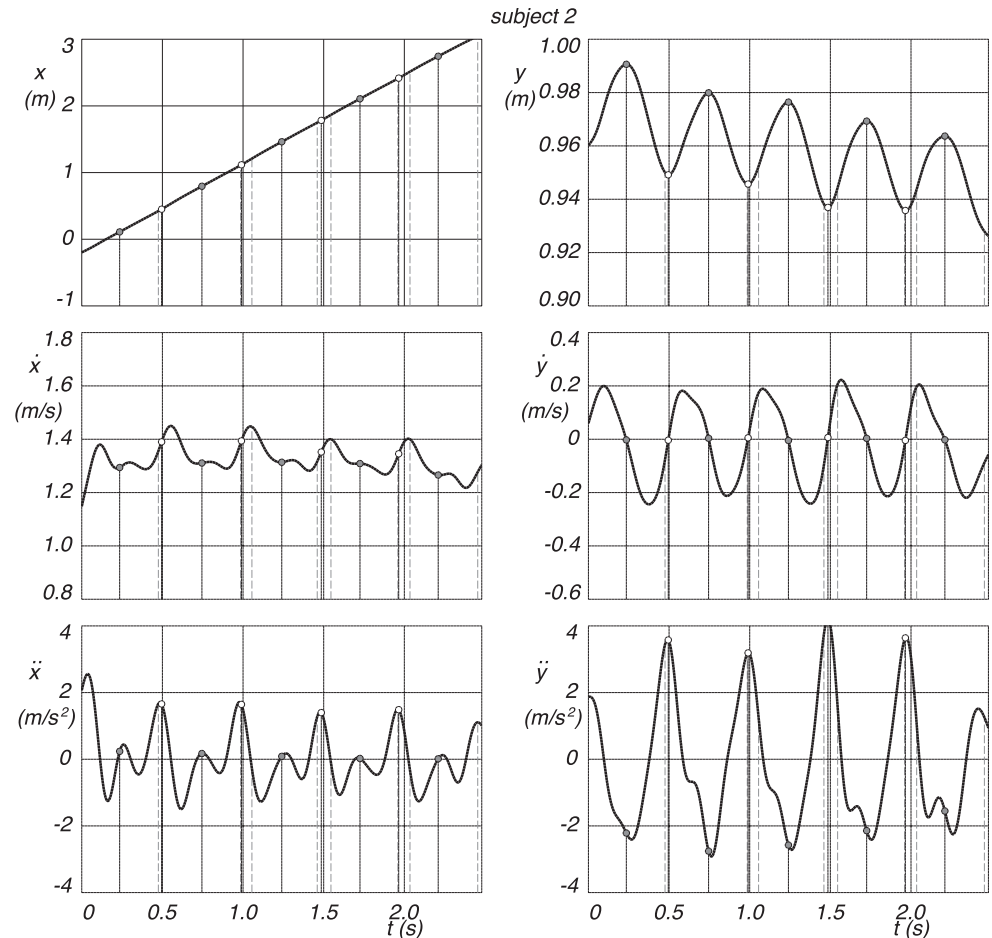 subject 2
3
x
(m)
2
1
0
-1
1.00
y
0.98
(m)
0.96
0.94
0.92
0.90
1.8
ẋ
1.6
(m/s)
1.4
1.2
1.0
0.8
0.4
ẏ
0.2
(m/s)
0
-0.2
-0.4
-0.6
4
ẍ
2
(m/s²)
0
-2
-4
0 0.5 1.0 1.5 2.0
t (s)
4
ÿ
2
(m/s²)
0
-2
-4
0 0.5 1.0 1.5 2.0
t (s)